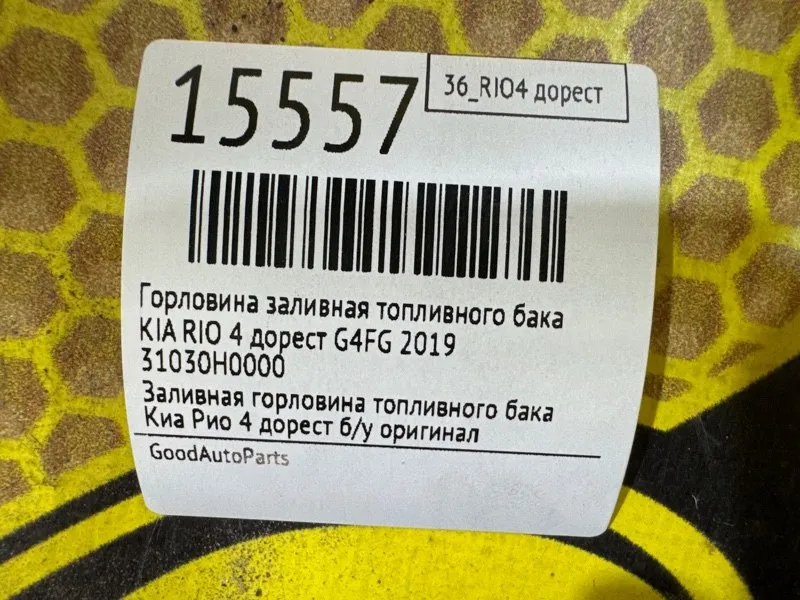 15557
36_RIO4 дорест
Горловина заливная топливного бака
KIA RIO 4 дорест G4FG 2019
31030H0000
Заливная горловина топливного бака
Киа Рио 4 дорест б/у оригинал
GoodAutoParts